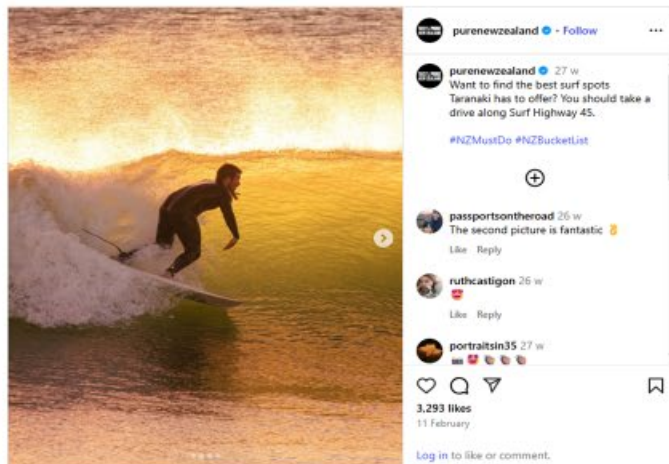 purenewzealand • Follow
purenewzealand 27 w
Want to find the best surf spots
Taranaki has to offer? You should take a
drive along Surf Highway 45.
#NZMustDo #NZBucketList
passportsontheroad 26 w
The second picture is fantastic
Like Reply
ruthcastigon 26 w
Like Reply
portraitsin35 27 w
3,293 likes
11 February
Log in to like or comment.